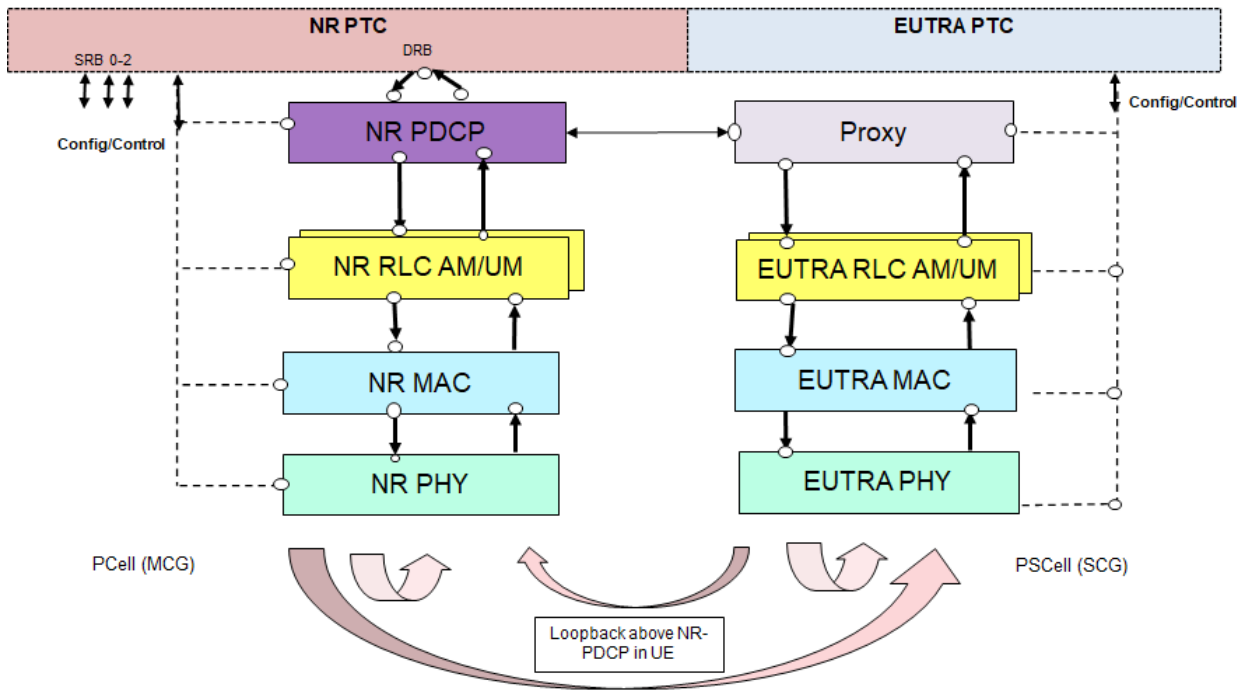 NR PTC
EUTRA PTC
SRB 0-2
DRB
Config/Control
Config/Control
NR PDCP
Proxy
NR RLC AM/UM
EUTRA RLC AM/UM
NR MAC
EUTRA MAC
NR PHY
EUTRA PHY
PCell (MCG)
PSCell (SCG)
Loopback above NR-
PDCP in UE